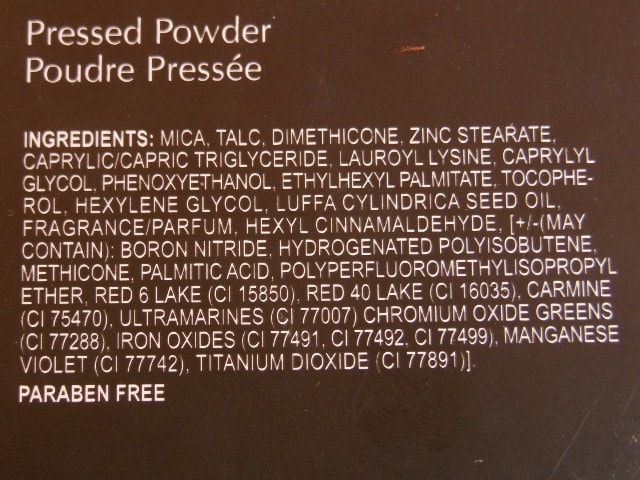 Pressed Powder
Poudre Pressée
INGREDIENTS: MICA, TALC, DIMETHICONE, ZINC STEARATE,
CAPRYLIC/CAPRIC TRIGLYCERIDE, LAUROYL LYSINE, CAPRYLYL
GLYCOL, PHENOXYETHANOL, ETHYLHEXYL PALMITATE, TOCOPHE-
ROL, HEXYLENE GLYCOL, LUFFA CYLINDRICA SEED OIL,
FRAGRANCE/PARFUM, HEXYL CINNAMALDEHYDE, [+/-(MAY
CONTAIN): BORON NITRIDE, HYDROGENATED POLYISOBUTENE,
METHICONE, PALMITIC ACID, POLYPERFLUOROMETHYLISOPROPYL
ETHER, RED 6 LAKE (CI 15850), RED 40 LAKE (CI 16035), CARMINE
(CI 75470), ULTRAMARINES (CI 77007) CHROMIUM OXIDE GREENS
(CI 77288), IRON OXIDES (CI 77491, CI 77492, CI 77499), MANGANESE
VIOLET (CI 77742), TITANIUM DIOXIDE (CI 77891)].
PARABEN FREE